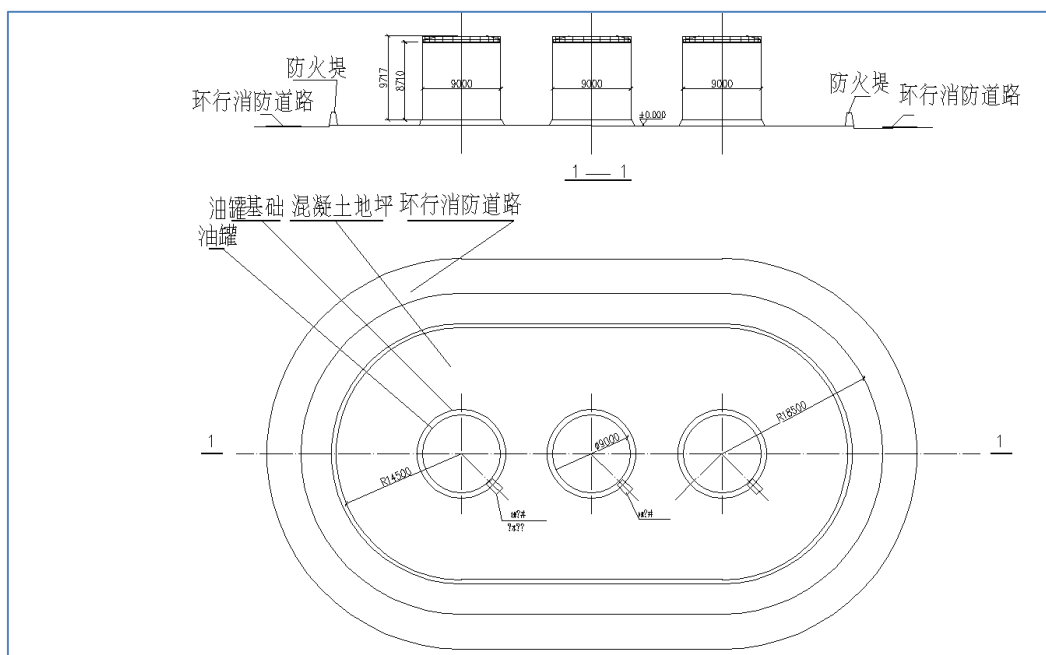 防火堤
环行消防道路
9717
8710
9000
9000
9000
±0.000
防火堤
环行消防道路
1 — 1
油罐基础
混凝土地坪
环行消防道路
油罐
R18500
R14500
φ9000
1
1